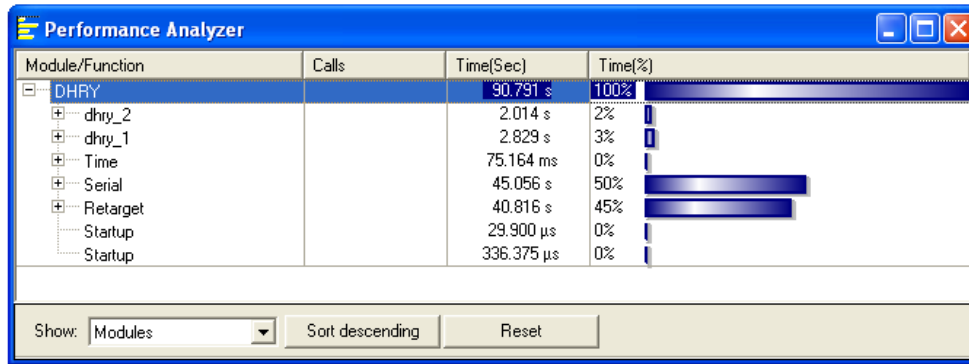 Performance Analyzer
Module/Function Calls Time(Sec) Time(%)
DHRY 90.791 s 100%
dhry_2 2.014 s 2%
dhry_1 2.829 s 3%
Time 75.164 ms 0%
Serial 45.056 s 50%
Retarget 40.816 s 45%
Startup 29.900 µs 0%
Startup 336.375 µs 0%
Show: Modules Sort descending Reset